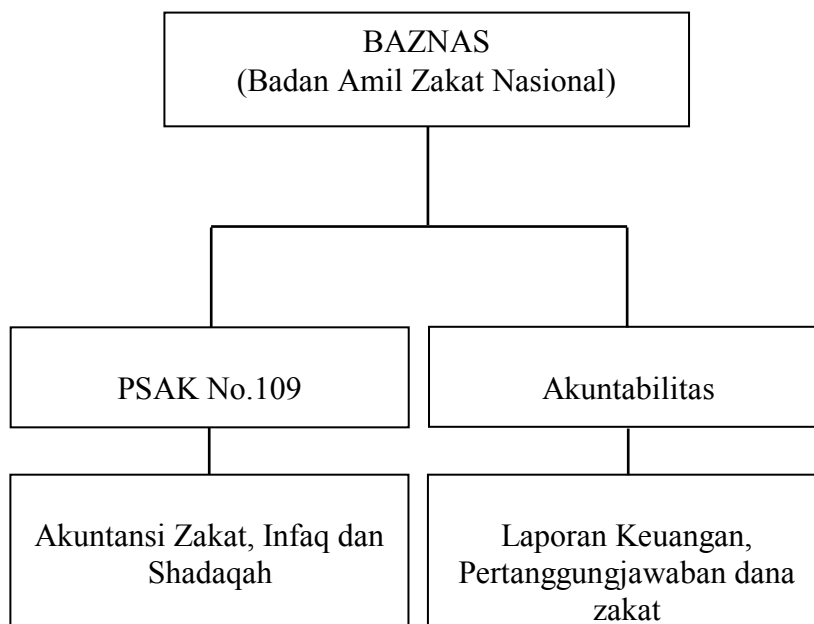 BAZNAS
(Badan Amil Zakat Nasional)
PSAK No.109
Akuntabilitas
Akuntansi Zakat, Infaq dan
Shadaqah
Laporan Keuangan,
Pertanggungjawaban dana
zakat